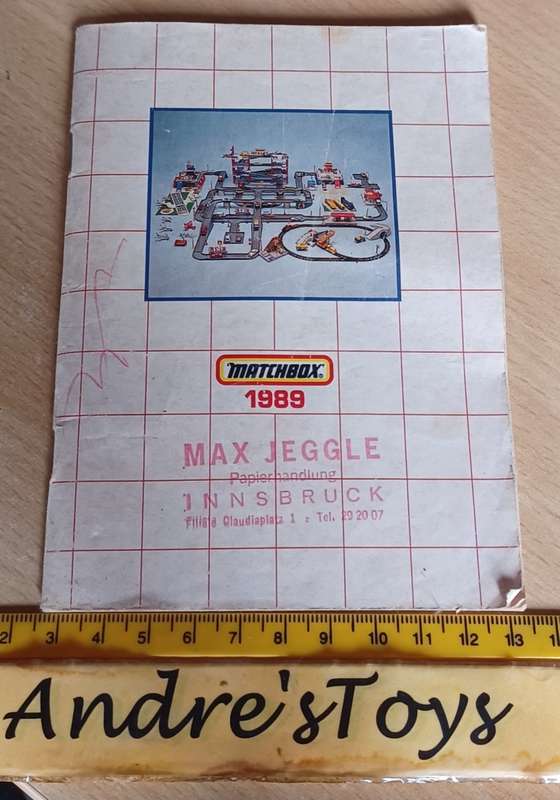 MATCHBOX
1989
MAX JEGGLE
Papierhandlung
INNSBRUCK
Filiale Claudiaplatz 1 - Tel. 29 20 07
2 3 4 5 6 7 8 9 10 11 12 13
Andre'sToys